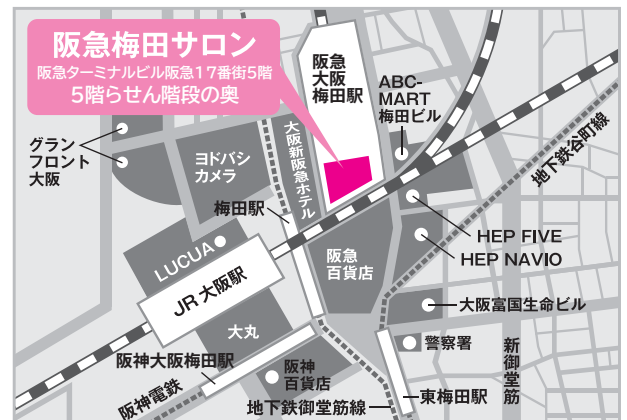 阪急梅田サロン
阪急ターミナルビル阪急17番街5階
5階らせん階段の奥
阪急
大阪
梅田駅
ABC-
MART
梅田ビル
地下鉄谷町線
グラン
フロント
大阪
ヨドバシ
カメラ
大阪新阪急ホテル
梅田駅
HEP FIVE
HEP NAVIO
LUCUA
阪急
百貨店
JR大阪駅
大阪富国生命ビル
大丸
警察署
新御堂筋
阪神大阪梅田駅
阪神
百貨店
阪神電鉄
地下鉄御堂筋線
東梅田駅